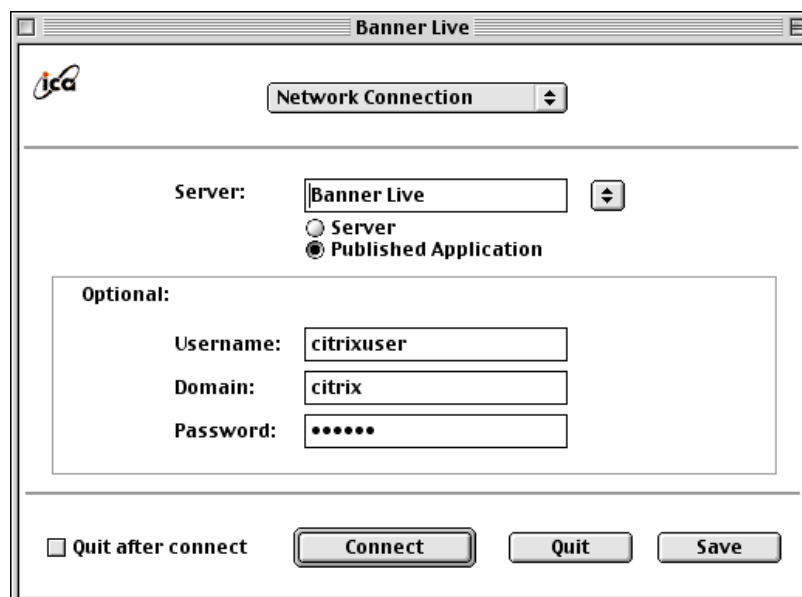 Banner Live
ica
Network Connection
Server: Banner Live
Server
Published Application
Optional:
Username: citrixuser
Domain: citrix
Password: ••••••
Quit after connect Connect Quit Save